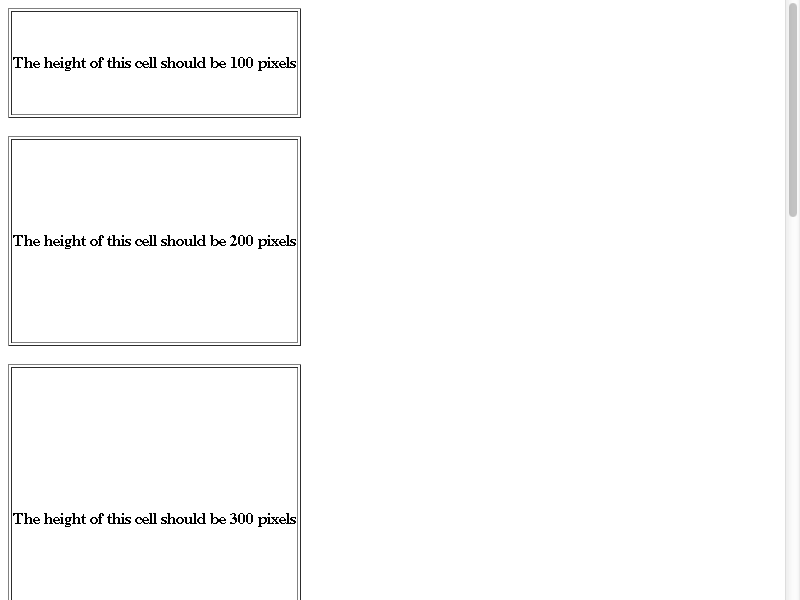 The height of this cell should be 100 pixels
The height of this cell should be 200 pixels
The height of this cell should be 300 pixels